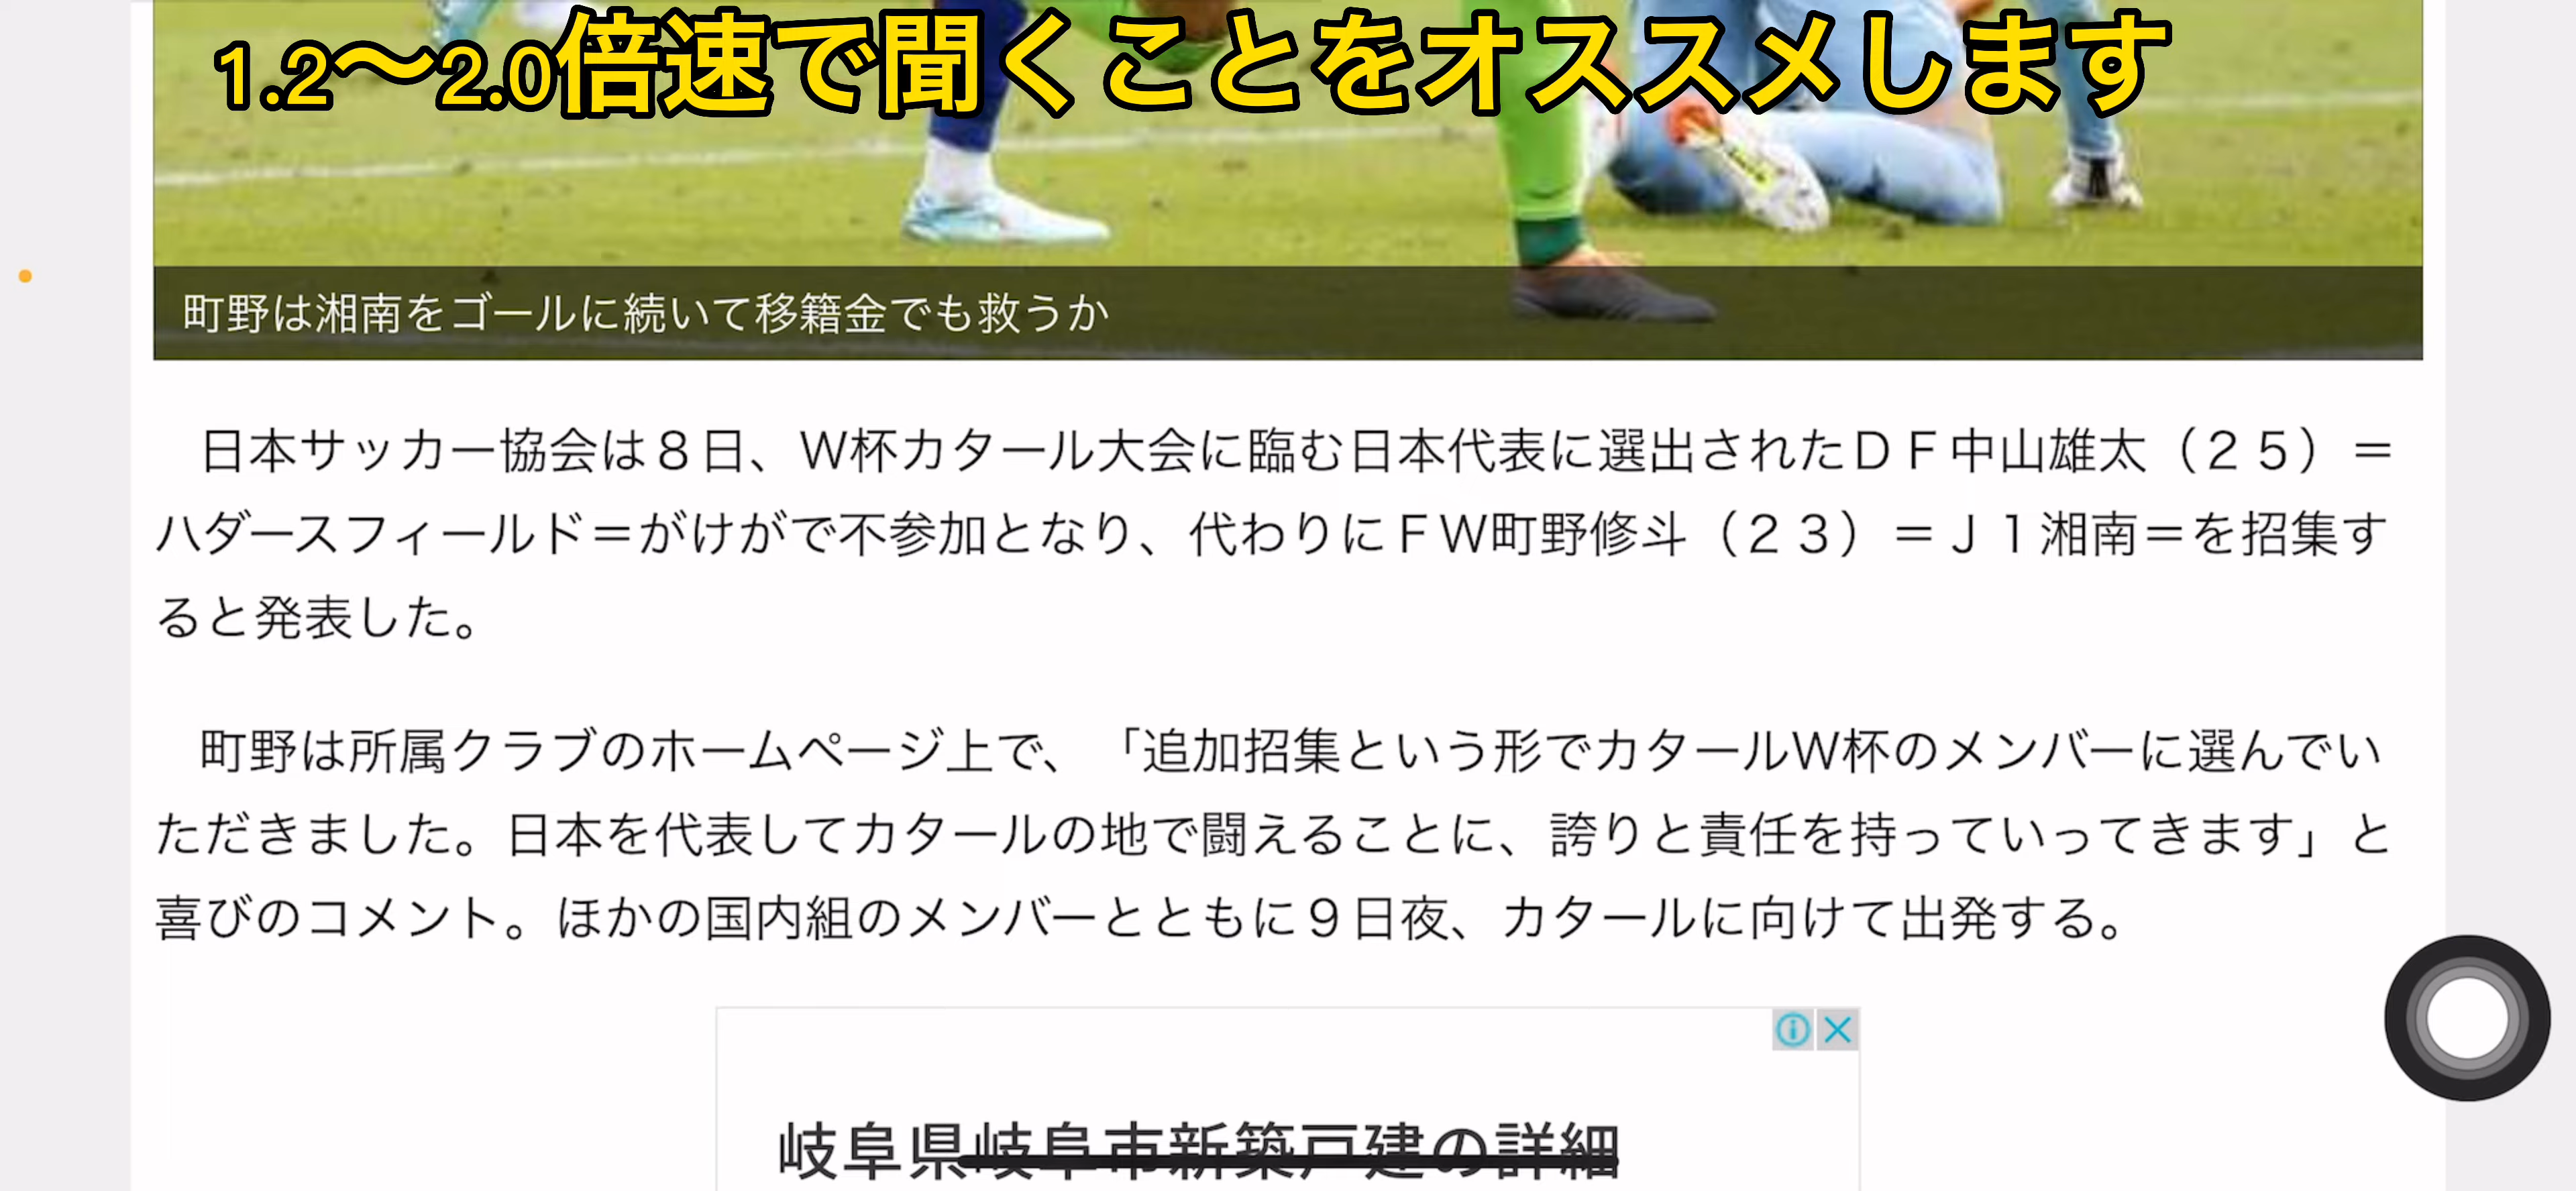 1.2〜2.0倍速で聞くことをオススメします
町野は湘南をゴールに続いて移籍金でも救うか
日本サッカー協会は８日、Ｗ杯カタール大会に臨む日本代表に選出されたＤＦ中山雄太（２５）＝
ハダースフィールド＝がけがで不参加となり、代わりにＦＷ町野修斗（２３）＝Ｊ１湘南＝を招集す
ると発表した。
町野は所属クラブのホームページ上で、「追加招集という形でカタールＷ杯のメンバーに選んでい
ただきました。日本を代表してカタールの地で闘えることに、誇りと責任を持っていってきます」と
喜びのコメント。ほかの国内組のメンバーとともに９日夜、カタールに向けて出発する。
岐阜県岐阜市新築戸建の詳細